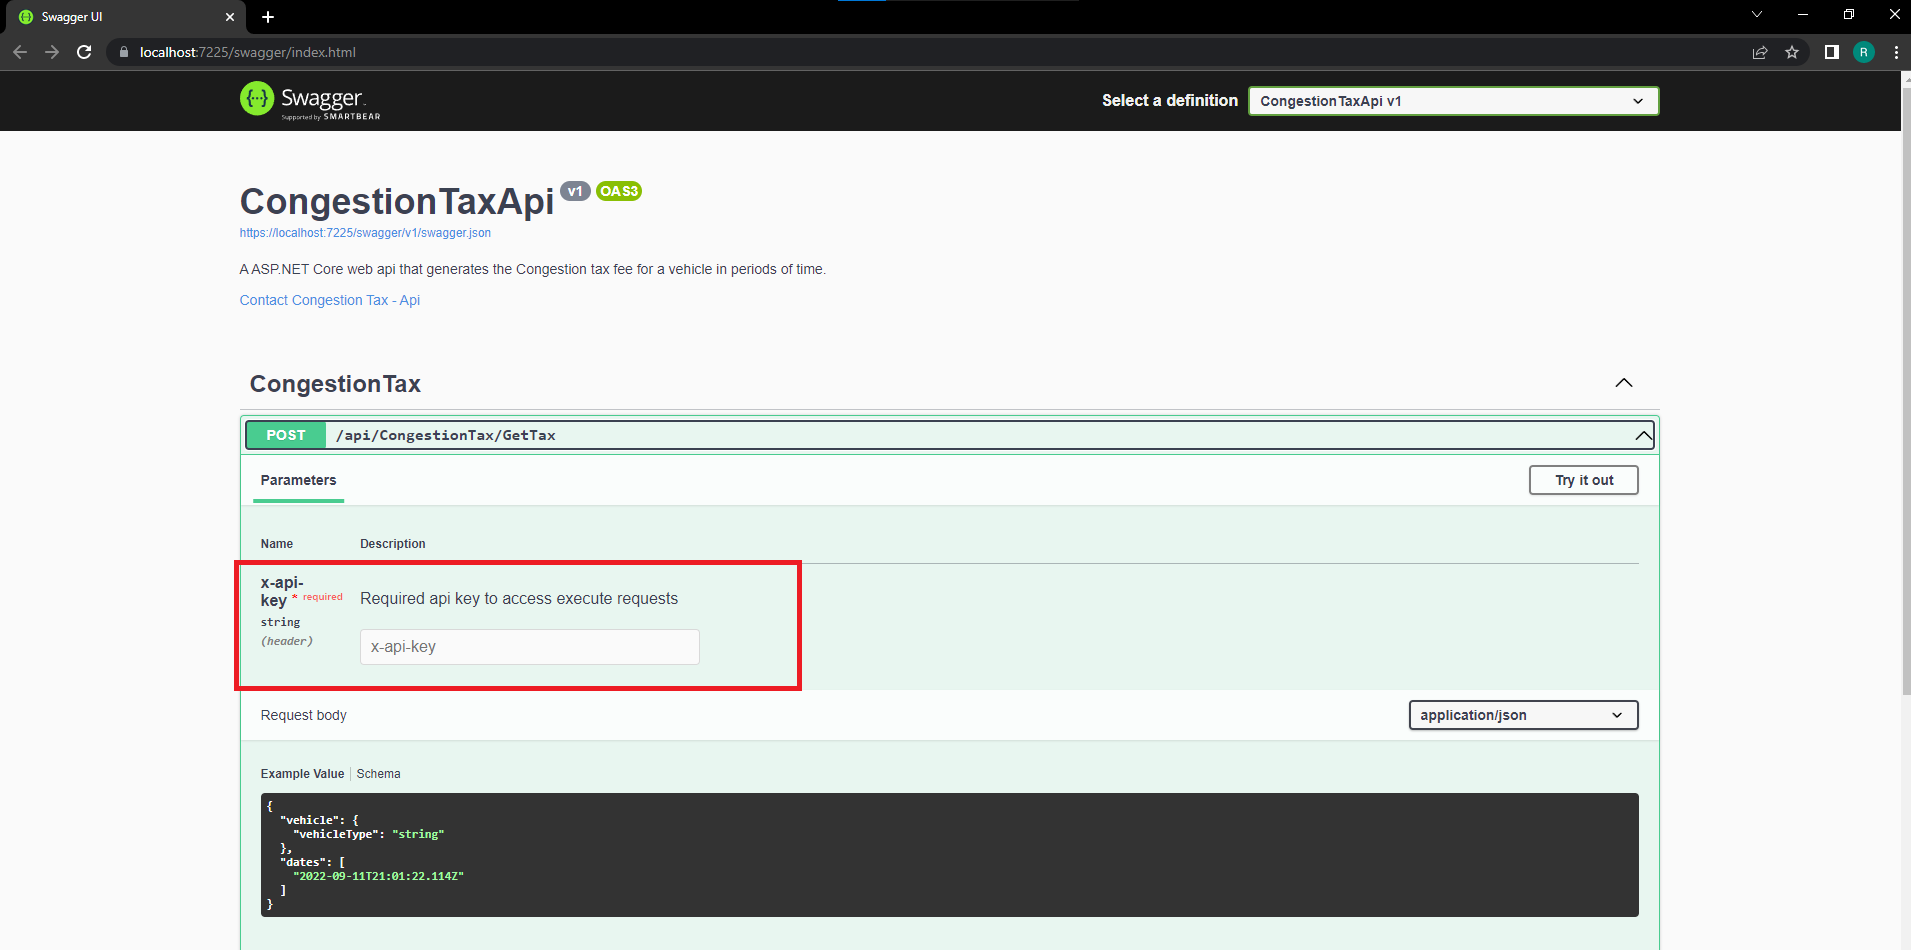 Swagger UI
localhost:7225/swagger/index.html
R
Swagger.
Supported by SMARTBEAR
Select a definition
CongestionTaxApi v1
CongestionTaxApi v1 OAS3
https://localhost:7225/swagger/v1/swagger.json
A ASP.NET Core web api that generates the Congestion tax fee for a vehicle in periods of time.
Contact Congestion Tax - Api
CongestionTax
POST /api/CongestionTax/GetTax
Parameters
Try it out
Name Description
x-api-
key * required
string
(header)
Required api key to access execute requests
x-api-key
Request body
application/json
Example Value | Schema
{
  "vehicle": {
    "vehicleType": "string"
  },
  "dates": [
    "2022-09-11T21:01:22.114Z"
  ]
}